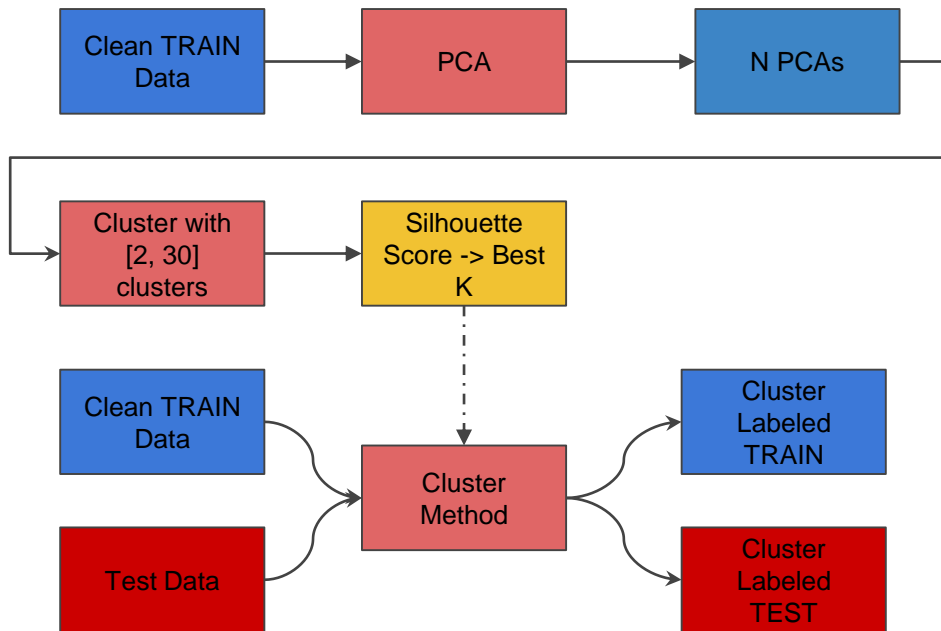 Clean TRAIN
Data
PCA
N PCAs
Cluster with
[2, 30]
clusters
Silhouette
Score -> Best
K
Clean TRAIN
Data
Cluster
Labeled
TRAIN
Cluster
Method
Test Data
Cluster
Labeled
TEST